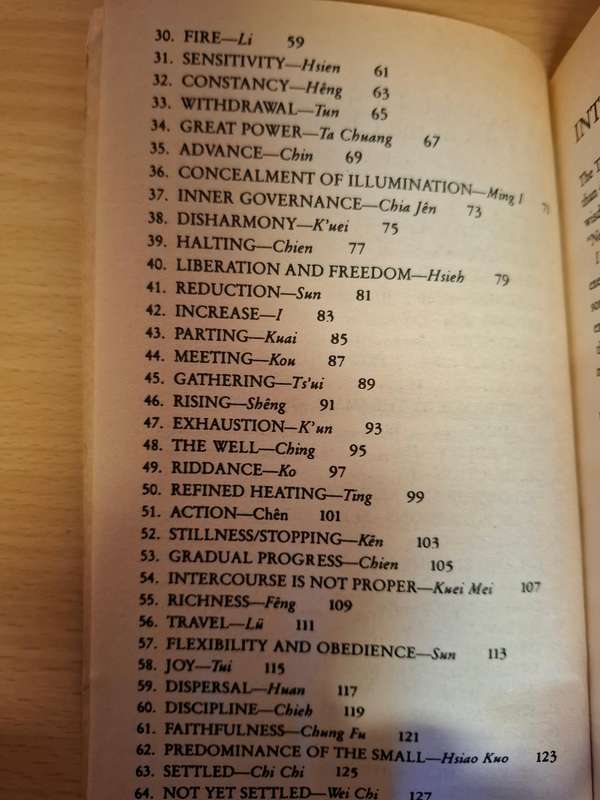 30. FIRE—Li 59
31. SENSITIVITY—Hsien 61
32. CONSTANCY—Hêng 63
33. WITHDRAWAL—Tun 65
34. GREAT POWER—Ta Chuang 67
35. ADVANCE—Chin 69
36. CONCEALMENT OF ILLUMINATION—Ming I
37. INNER GOVERNANCE—Chia Jên 73
38. DISHARMONY—K'uei 75
39. HALTING—Chien 77
40. LIBERATION AND FREEDOM—Hsieh 79
41. REDUCTION—Sun 81
42. INCREASE—I 83
43. PARTING—Kuai 85
44. MEETING—Kou 87
45. GATHERING—Ts'ui 89
46. RISING—Shêng 91
47. EXHAUSTION—K'un 93
48. THE WELL—Ching 95
49. RIDDANCE—Ko 97
50. REFINED HEATING—Ting 99
51. ACTION—Chên 101
52. STILLNESS/STOPPING—Kên 103
53. GRADUAL PROGRESS—Chien 105
54. INTERCOURSE IS NOT PROPER—Kuei Mei 107
55. RICHNESS—Fêng 109
56. TRAVEL—Lü 111
57. FLEXIBILITY AND OBEDIENCE—Sun 113
58. JOY—Tui 115
59. DISPERSAL—Huan 117
60. DISCIPLINE—Chieh 119
61. FAITHFULNESS—Chung Fu 121
62. PREDOMINANCE OF THE SMALL—Hsiao Kuo 123
63. SETTLED—Chi Chi 125
64. NOT YET SETTLED—Wei Chi 127